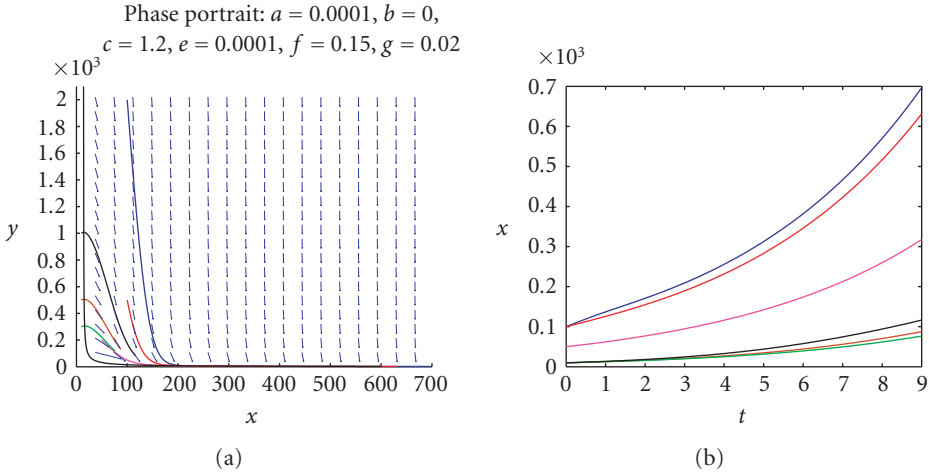 Phase portrait: a = 0.0001, b = 0,
c = 1.2, e = 0.0001, f = 0.15, g = 0.02
×10³
2
1.8
1.6
1.4
1.2
1
0.8
0.6
0.4
0.2
0
y
0 100 200 300 400 500 600 700
x
(a)
×10³
0.7
0.6
0.5
0.4
0.3
0.2
0.1
0
x
0 1 2 3 4 5 6 7 8 9
t
(b)